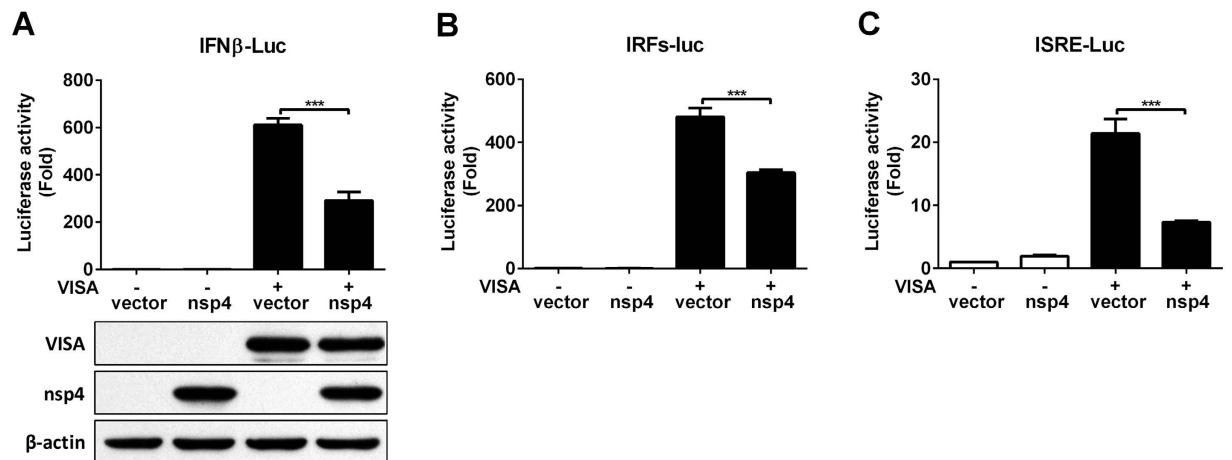 A
IFNβ-Luc
Luciferase activity
(Fold)
800
600
400
200
0
***
VISA - - + +
vector nsp4 vector nsp4
VISA
nsp4
β-actin
B
IRFs-luc
Luciferase activity
(Fold)
600
400
200
0
***
VISA - - + +
vector nsp4 vector nsp4
C
ISRE-Luc
Luciferase activity
(Fold)
30
20
10
0
***
VISA - - + +
vector nsp4 vector nsp4